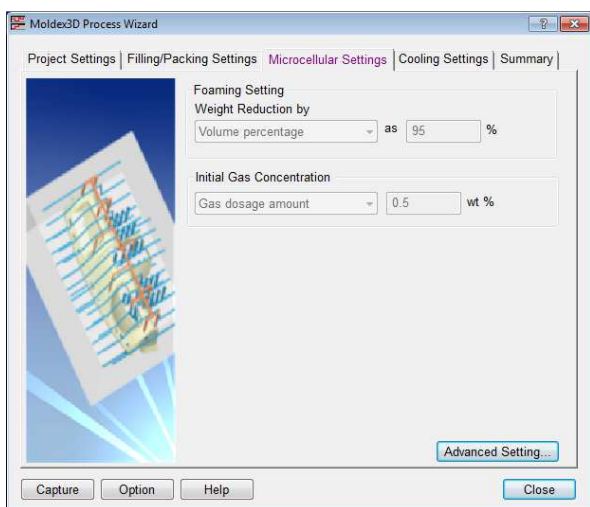 Moldex3D Process Wizard
Project Settings Filling/Packing Settings Microcellular Settings Cooling Settings Summary
Foaming Setting
Weight Reduction by
Volume percentage as 95 %
Initial Gas Concentration
Gas dosage amount 0.5 wt %
Advanced Setting...
Capture Option Help Close